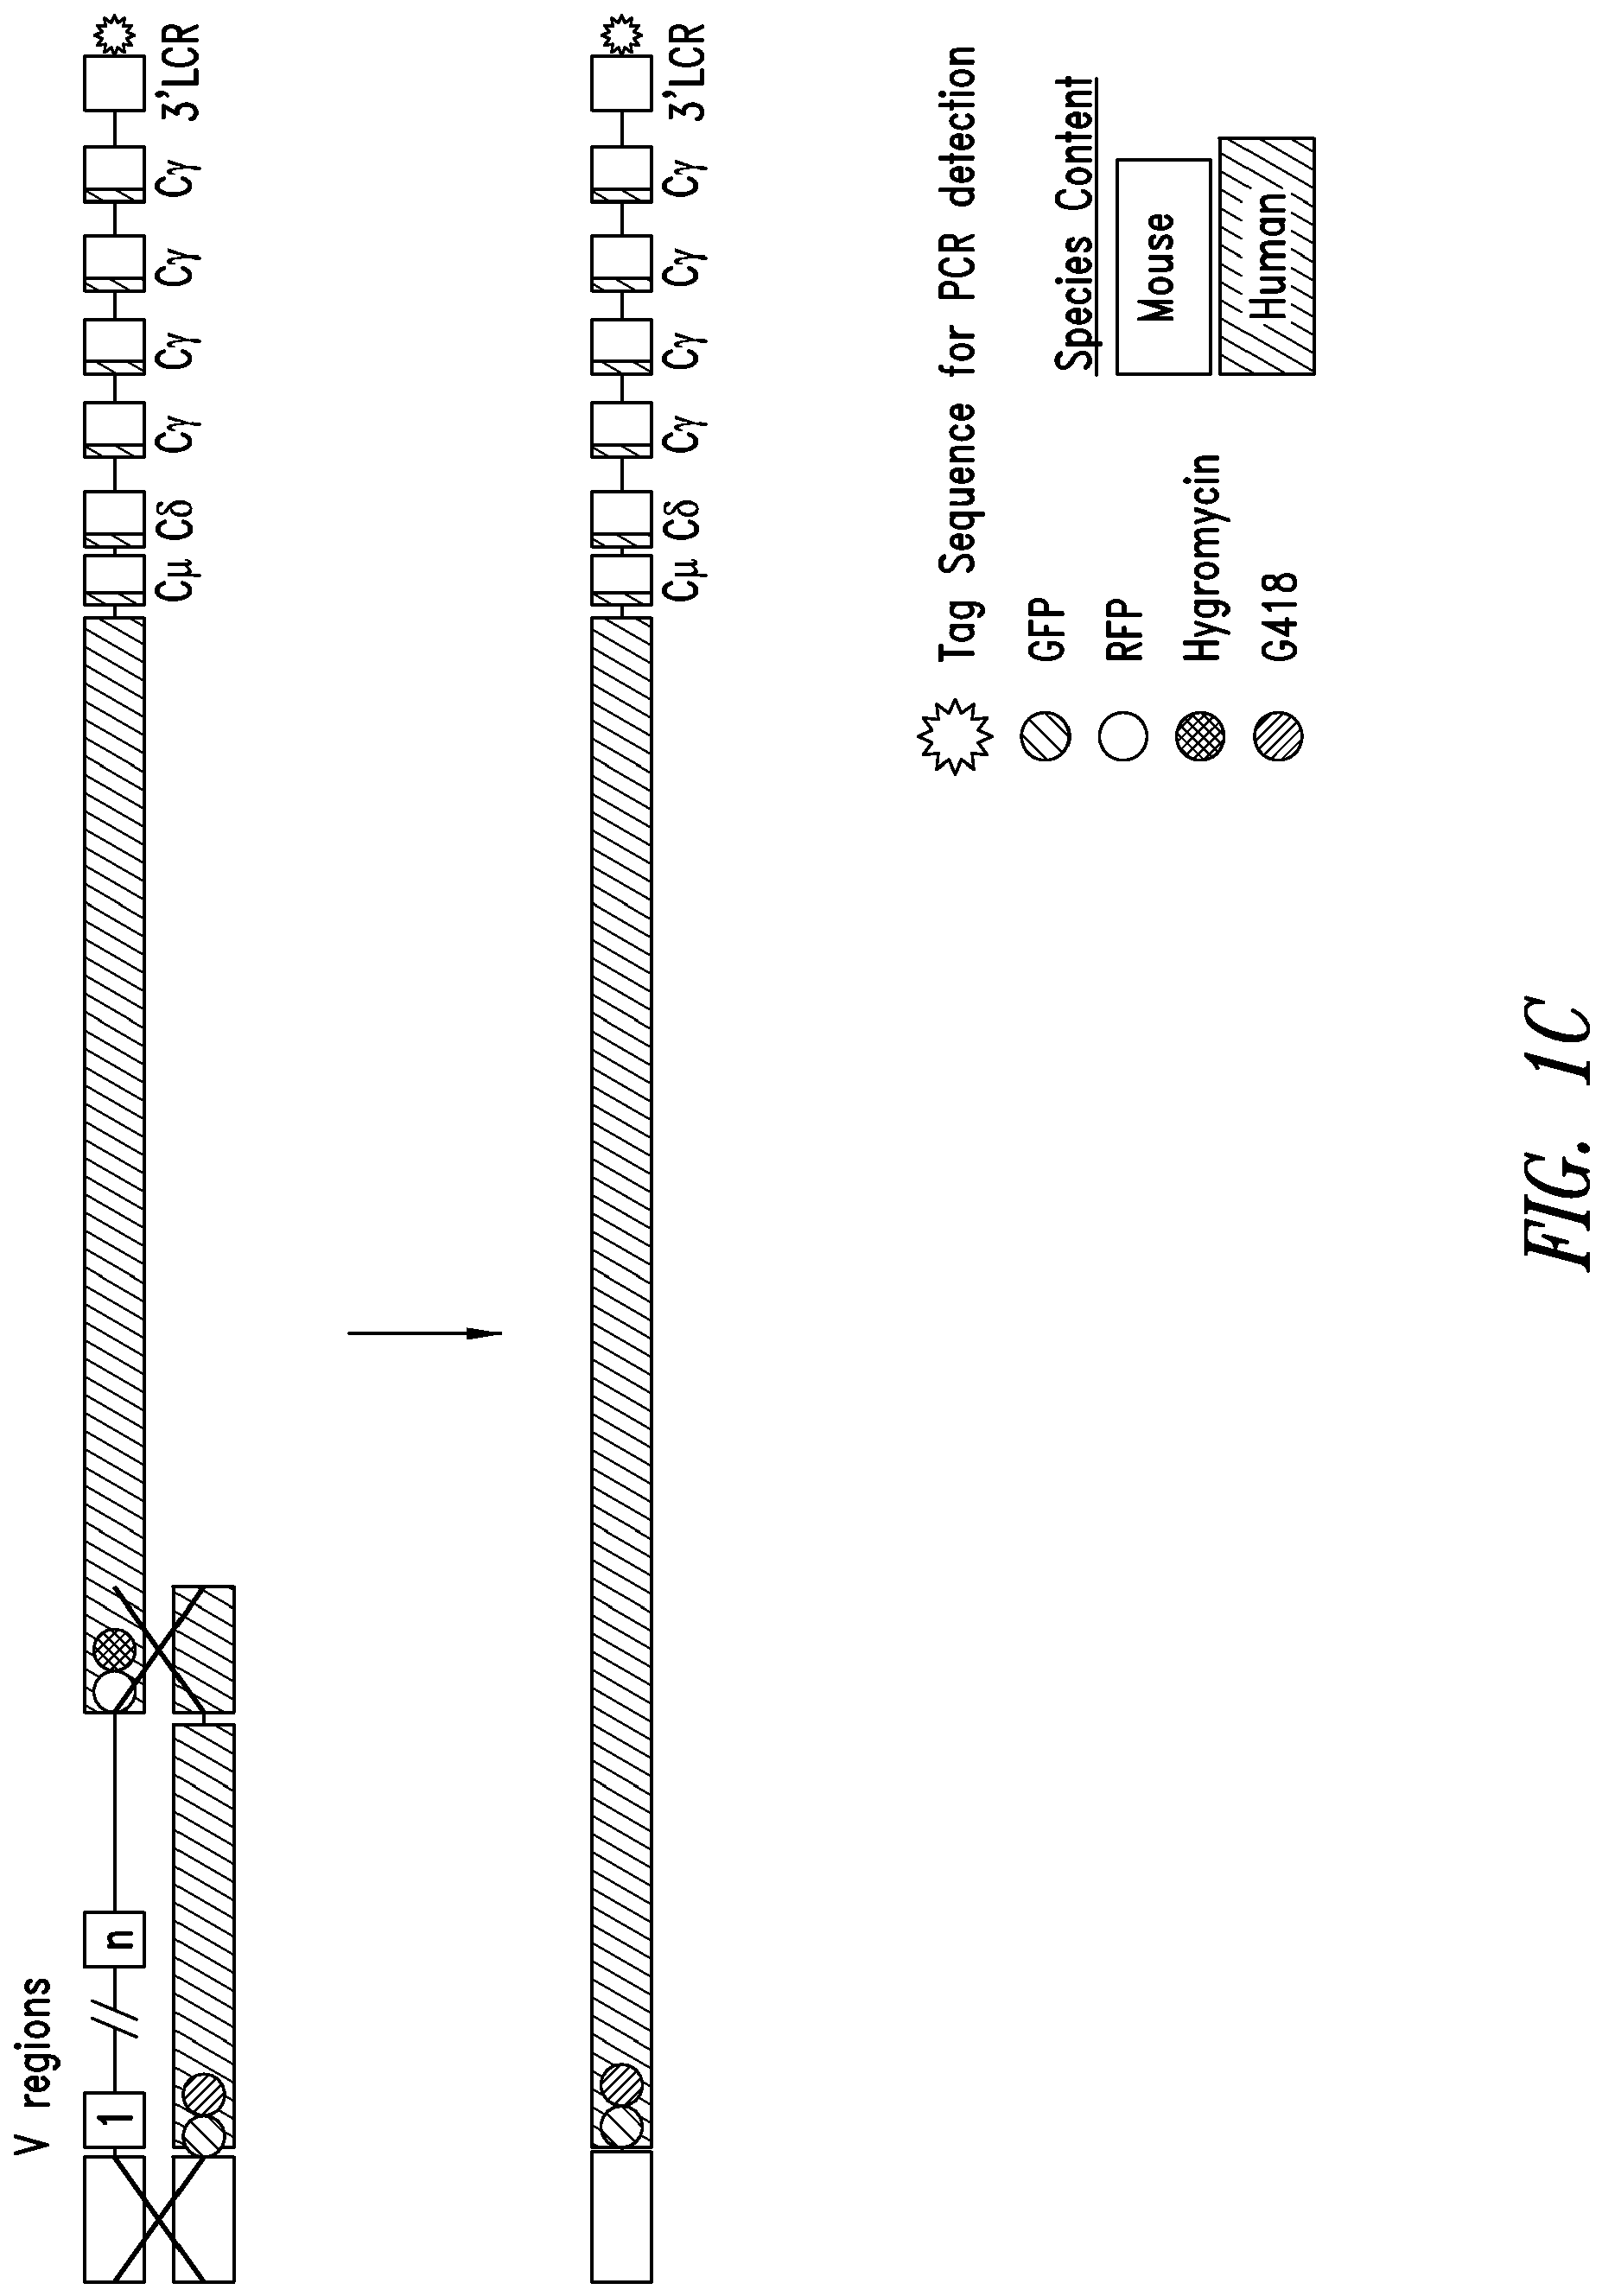 V regions
1 // n
Cμ Cδ Cγ Cγ Cγ Cγ 3'LCR
Cμ Cδ Cγ Cγ Cγ Cγ 3'LCR
Tag Sequence for PCR detection
GFP
RFP
Hygromycin
G418
Species Content
Mouse
Human
FIG. 1C